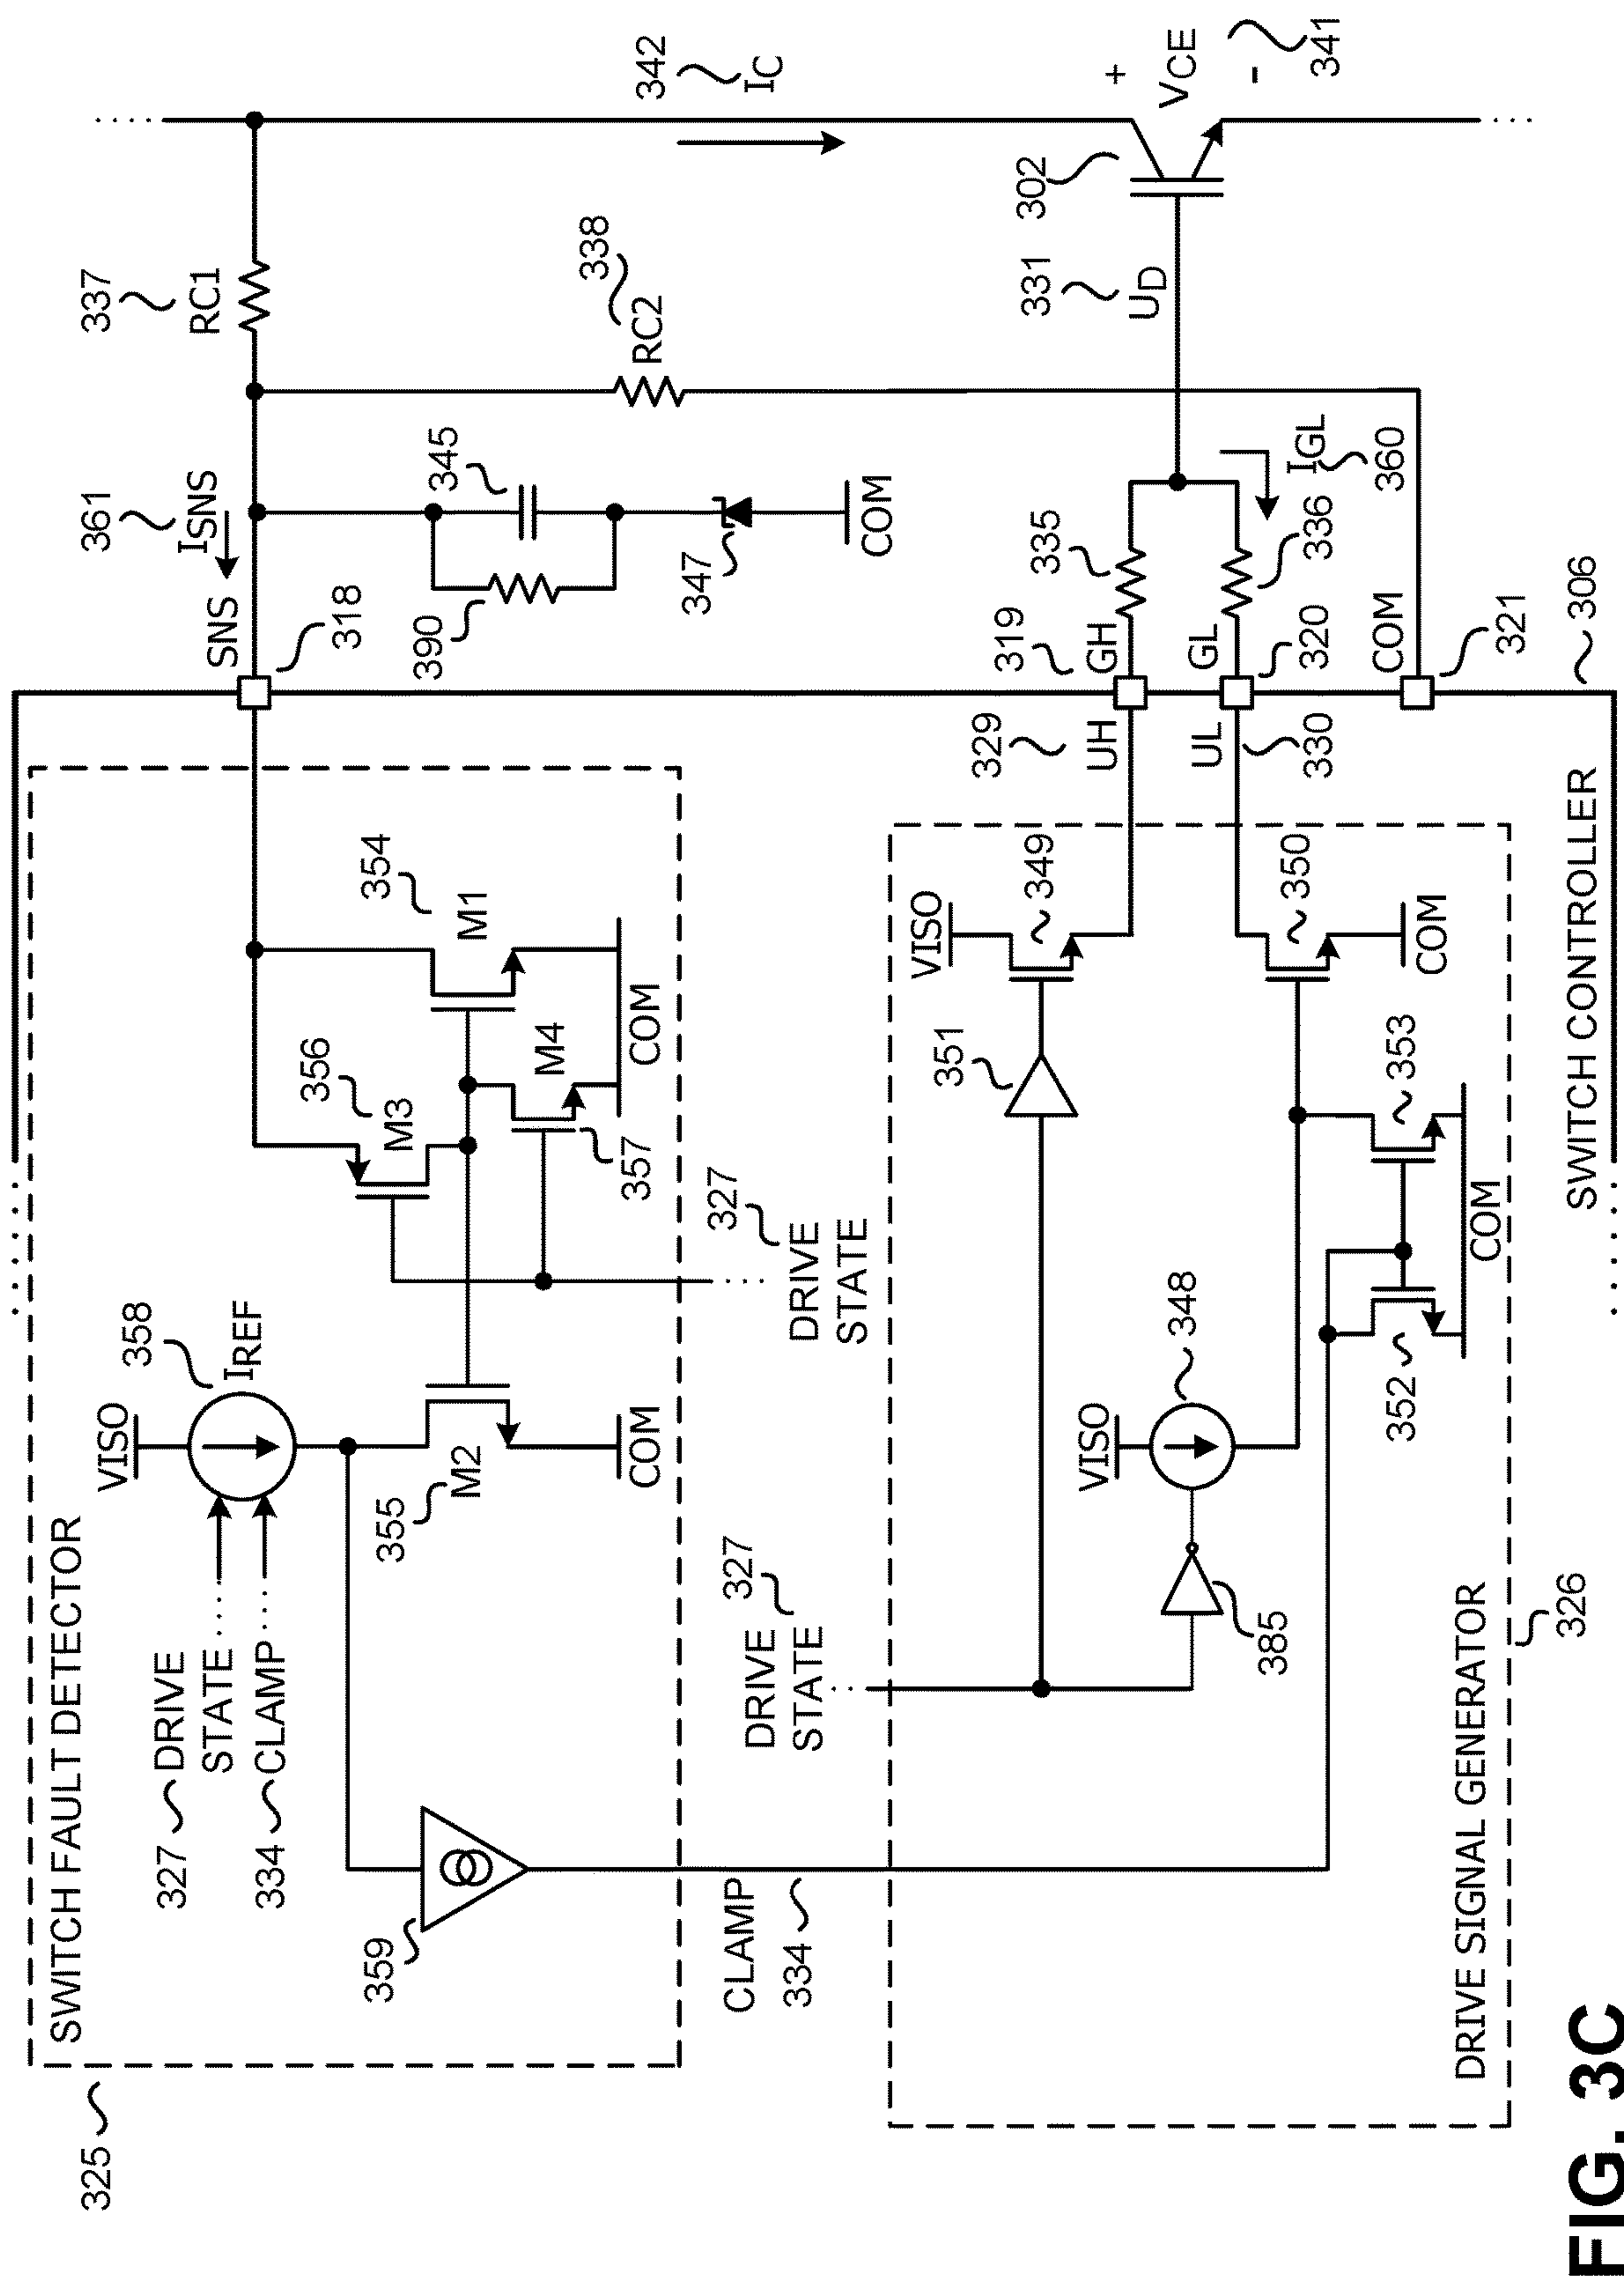 325
SWITCH FAULT DETECTOR
327
DRIVE
STATE
334
CLAMP
VISO
358
IREF
359
355
M2
COM
356
M3
354
M1
357
M4
COM
327
DRIVE
STATE
CLAMP
334
SNS
318
361
ISNS
337
RC1
338
RC2
345
390
347
COM
342
IC
DRIVE
STATE
327
351
VISO
349
VISO
348
385
350
COM
352
353
COM
DRIVE SIGNAL GENERATOR
326
329
UH
UL
330
319
GH
GL
320
COM
321
335
336
IGL
360
331
UD
302
+
VCE
-
341
SWITCH CONTROLLER
306
FIG. 3C